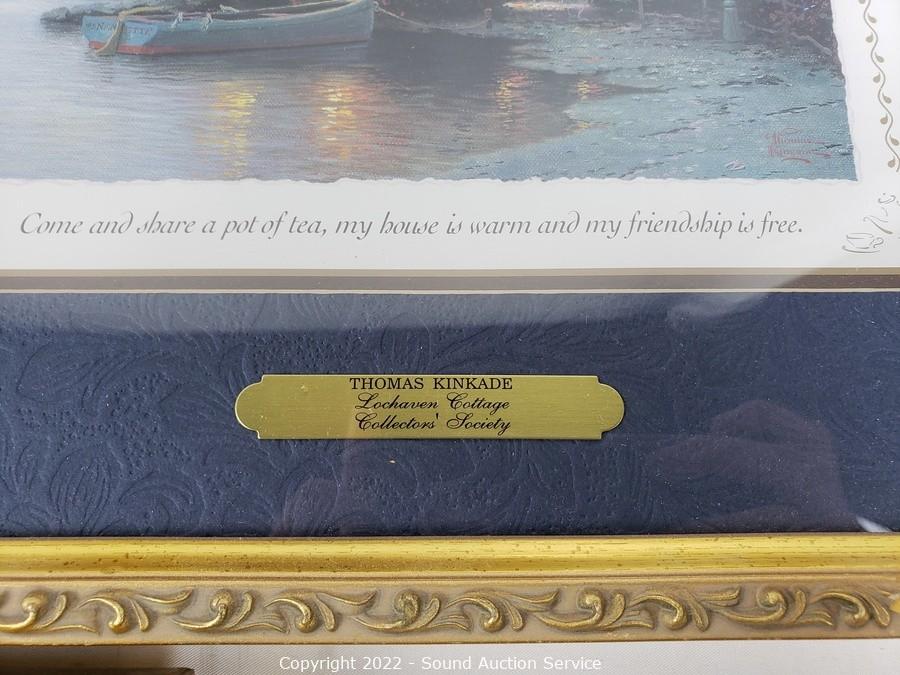 Thomas
Come and share a pot of tea, my house is warm and my friendship is free.
THOMAS KINKADE
Lochaven Cottage
Collectors' Society
Copyright 2022 - Sound Auction Service